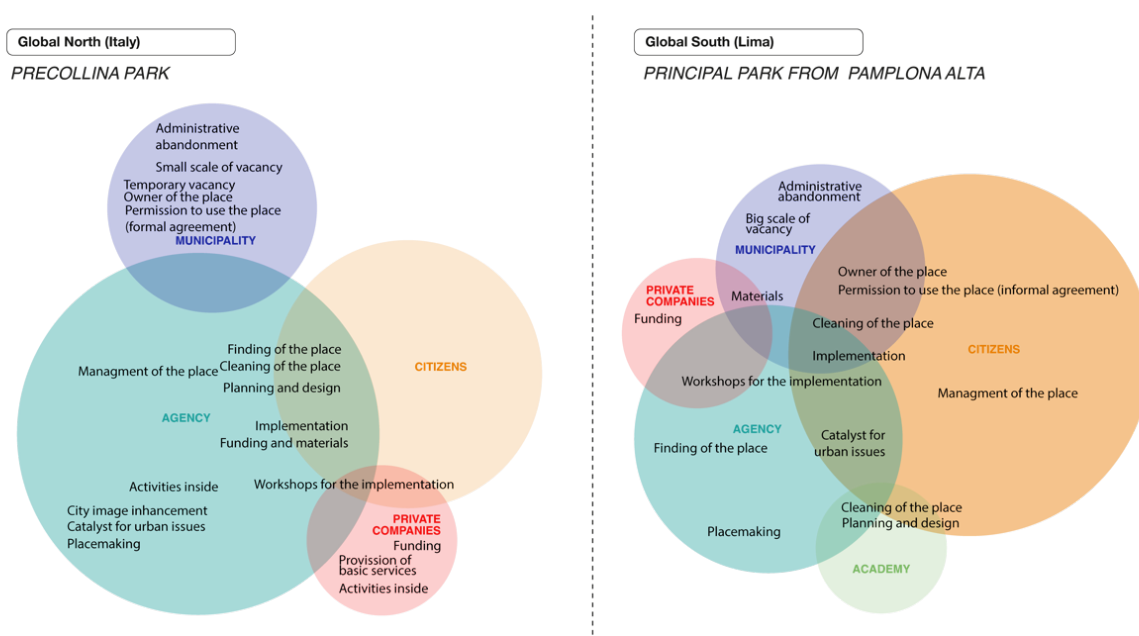 Global North (Italy)
PRECOLLINA PARK
Administrative
abandonment
Small scale of vacancy
Temporary vacancy
Owner of the place
Permission to use the place
(formal agreement)
MUNICIPALITY
Finding of the place
Managment of the place
Cleaning of the place
Planning and design
CITIZENS
AGENCY
Implementation
Funding and materials
Activities inside
Workshops for the implementation
City image inhancement
Catalyst for urban issues
Placemaking
PRIVATE
COMPANIES
Funding
Provission of
basic services
Activities inside
Global South (Lima)
PRINCIPAL PARK FROM PAMPLONA ALTA
Administrative
abandonment
Big scale of
vacancy
MUNICIPALITY
Owner of the place
Permission to use the place (informal agreement)
PRIVATE
COMPANIES
Materials
Funding
Cleaning of the place
Implementation
CITIZENS
Workshops for the implementation
Managment of the place
AGENCY
Finding of the place
Catalyst for
urban issues
Cleaning of the place
Planning and design
Placemaking
ACADEMY